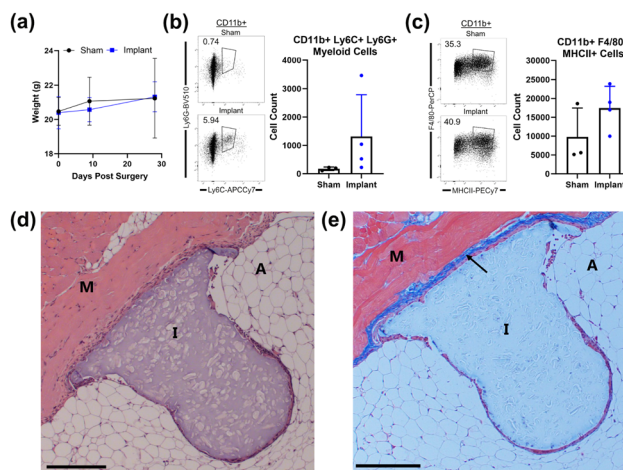 (a)
Sham
Implant
Weight (g)
24
22
20
18
16
0
10
20
30
Days Post Surgery
(b)
CD11b+
Sham
0.74
Implant
5.94
Ly6G-BV510
Ly6C-APCCy7
CD11b+ Ly6C+ Ly6G+
Myeloid Cells
Cell Count
4000
3000
2000
1000
0
Sham
Implant
(c)
CD11b+
Sham
35.3
Implant
40.9
F4/80-PerCP
MHCII-PECy7
CD11b+ F4/80
MHCII+ Cells
Cell Count
30000
25000
20000
15000
10000
5000
0
Sham
Implant
(d)
M
A
I
(e)
M
A
I